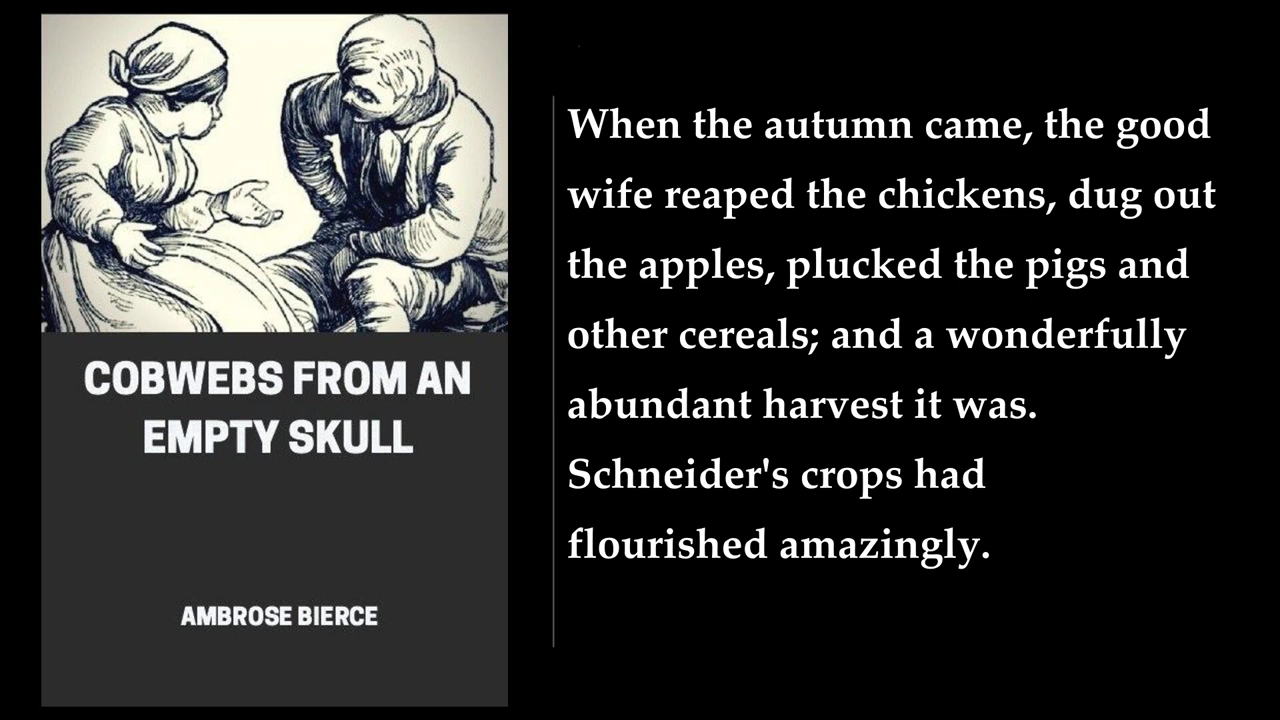 COBWEBS FROM AN
EMPTY SKULL
AMBROSE BIERCE
When the autumn came, the good
wife reaped the chickens, dug out
the apples, plucked the pigs and
other cereals; and a wonderfully
abundant harvest it was.
Schneider's crops had
flourished amazingly.